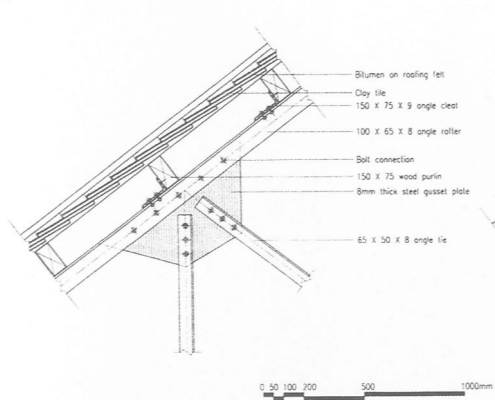 Bitumen on roofing felt
Clay tile
150 X 75 X 9 angle cleat
100 X 65 X 8 angle rafter
Bolt connection
150 X 75 wood purlin
8mm thick steel gusset plate
65 X 50 X 8 angle tie
0 50 100 200 500 1000mm